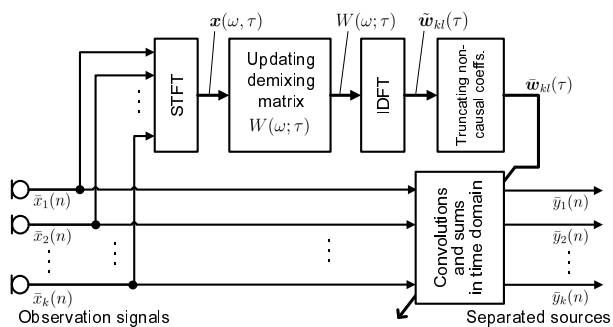 𝒙(ω, τ)
W(ω; τ)
w̃ₖₗ(τ)
STFT
Updating
demixing
matrix
W(ω; τ)
IDFT
Truncating non-
causal coeffs.
w̄ₖₗ(τ)
x̄₁(n)
x̄₂(n)
x̄ₖ(n)
Convolutions
and sums
in time domain
ȳ₁(n)
ȳ₂(n)
ȳₖ(n)
Observation signals
Separated sources